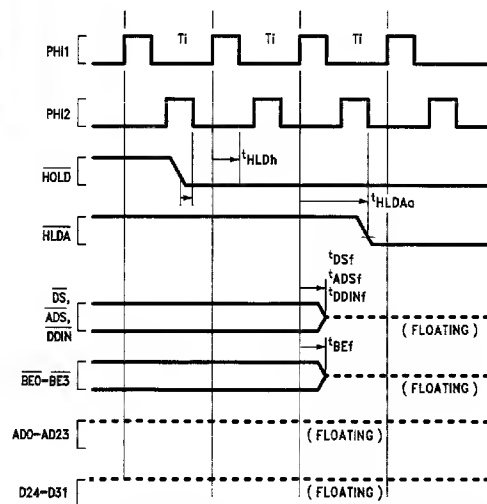 Ti Ti Ti
PHI1
PHI2
tHLDh
HOLD
tHLDAa
HLDA
tDSf
tADSf
tDDINf
DS,
ADS,
DDIN
(FLOATING)
tBEf
BE0-BE3
(FLOATING)
AD0-AD23
(FLOATING)
D24-D31
(FLOATING)